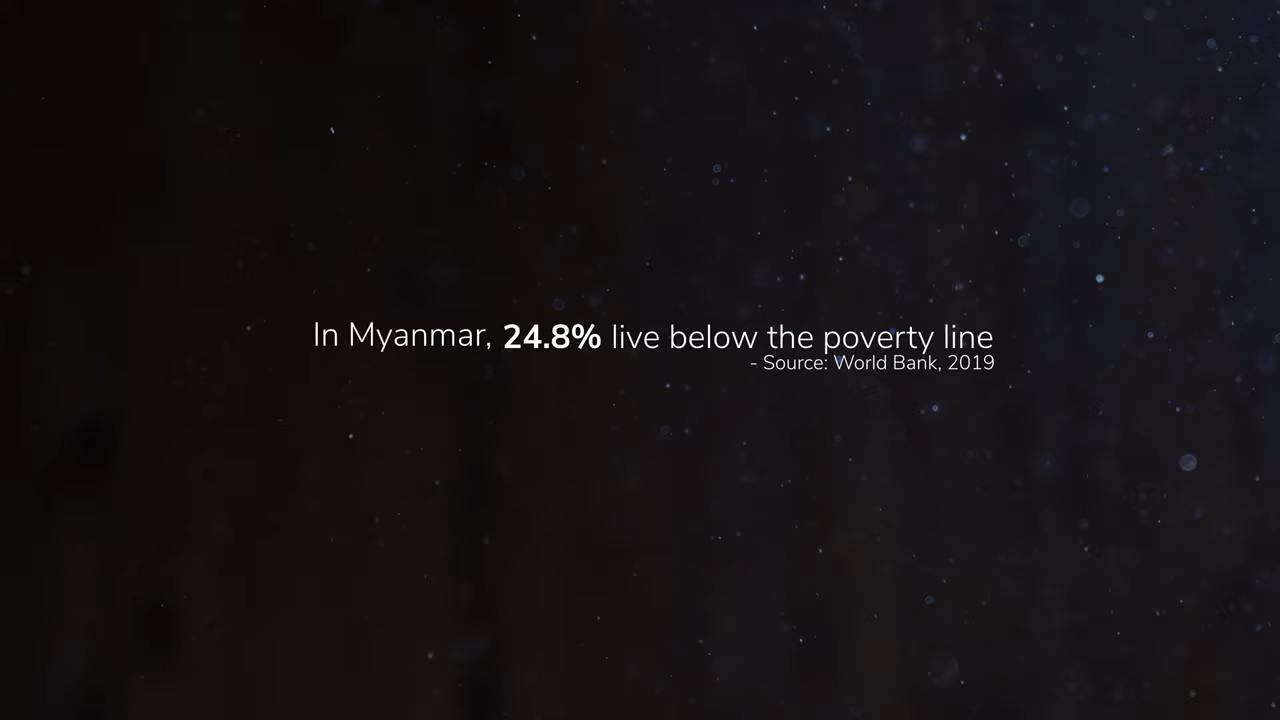 In Myanmar, 24.8% live below the poverty line
- Source: World Bank, 2019